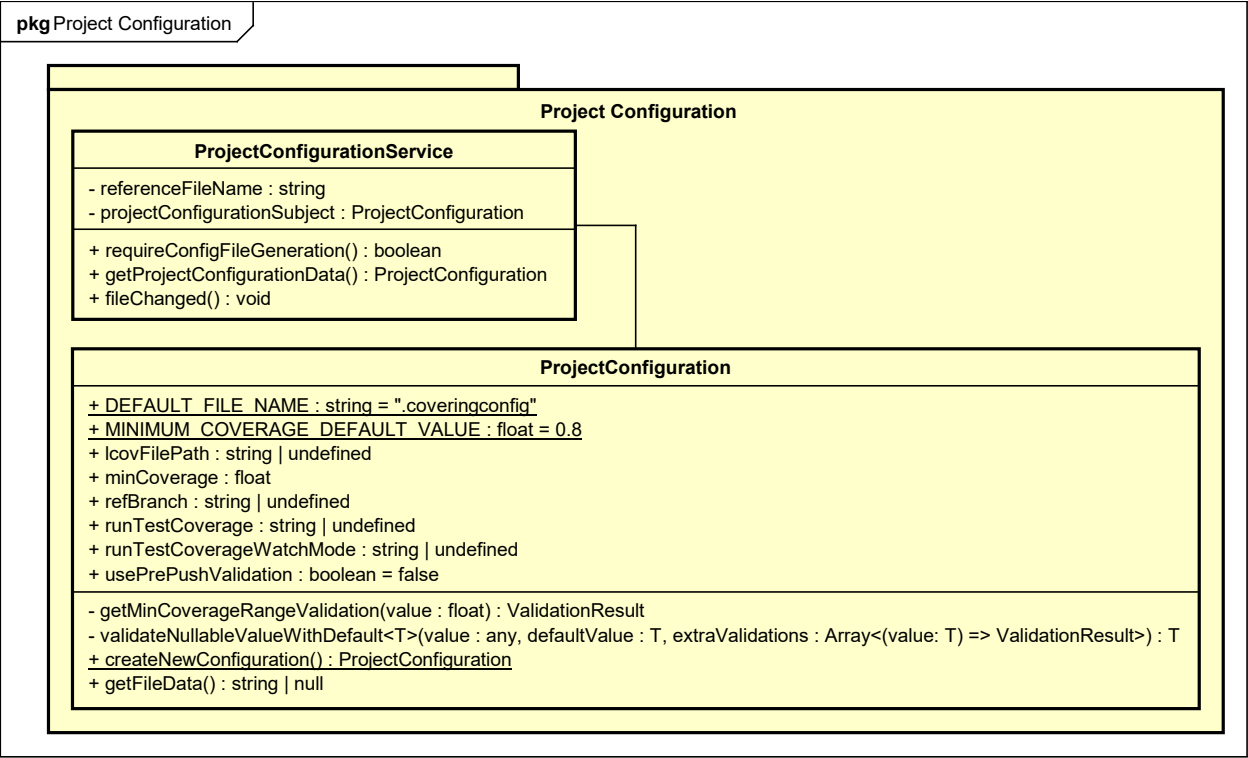 pkg Project Configuration
Project Configuration
ProjectConfigurationService
- referenceFileName : string
- projectConfigurationSubject : ProjectConfiguration
+ requireConfigFileGeneration() : boolean
+ getProjectConfigurationData() : ProjectConfiguration
+ fileChanged() : void
ProjectConfiguration
+ DEFAULT_FILE_NAME : string = ".coveringconfig"
+ MINIMUM_COVERAGE_DEFAULT_VALUE : float = 0.8
+ lcovFilePath : string | undefined
+ minCoverage : float
+ refBranch : string | undefined
+ runTestCoverage : string | undefined
+ runTestCoverageWatchMode : string | undefined
+ usePrePushValidation : boolean = false
- getMinCoverageRangeValidation(value : float) : ValidationResult
- validateNullableValueWithDefault<T>(value : any, defaultValue : T, extraValidations : Array<(value: T) => ValidationResult>) : T
+ createNewConfiguration() : ProjectConfiguration
+ getFileData() : string | null